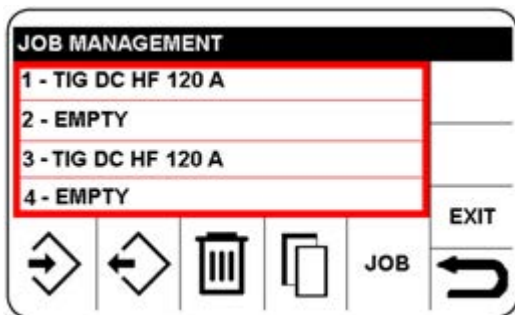 JOB MANAGEMENT
1 - TIG DC HF 120 A
2 - EMPTY
3 - TIG DC HF 120 A
4 - EMPTY
EXIT
JOB